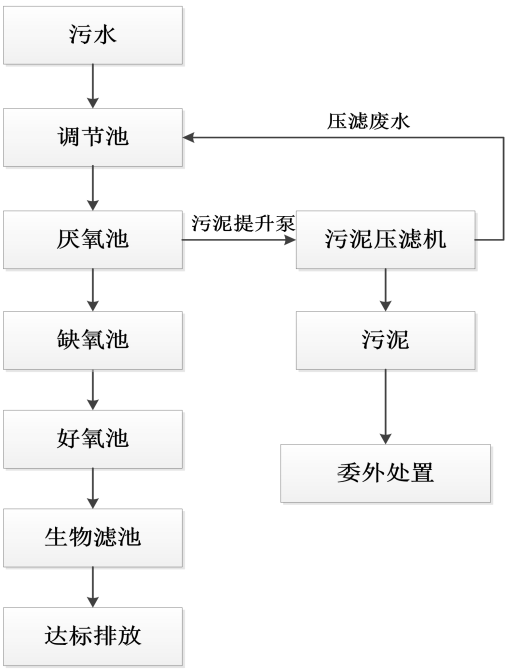 污水
压滤废水
调节池
污泥提升泵
厌氧池
污泥压滤机
缺氧池
污泥
好氧池
委外处置
生物滤池
达标排放